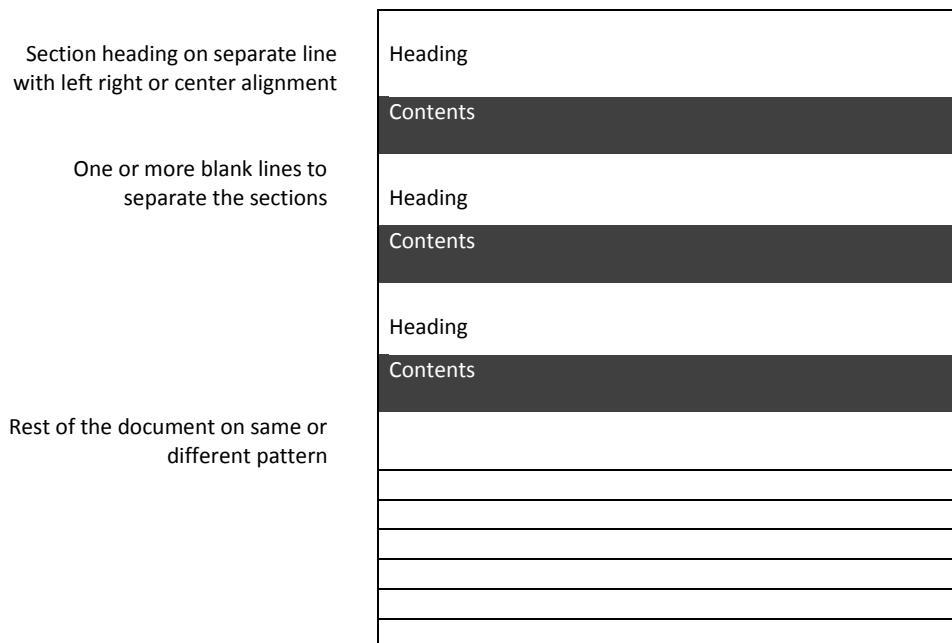 Section heading on separate line
with left right or center alignment
Heading
Contents
One or more blank lines to
separate the sections
Heading
Contents
Heading
Contents
Rest of the document on same or
different pattern